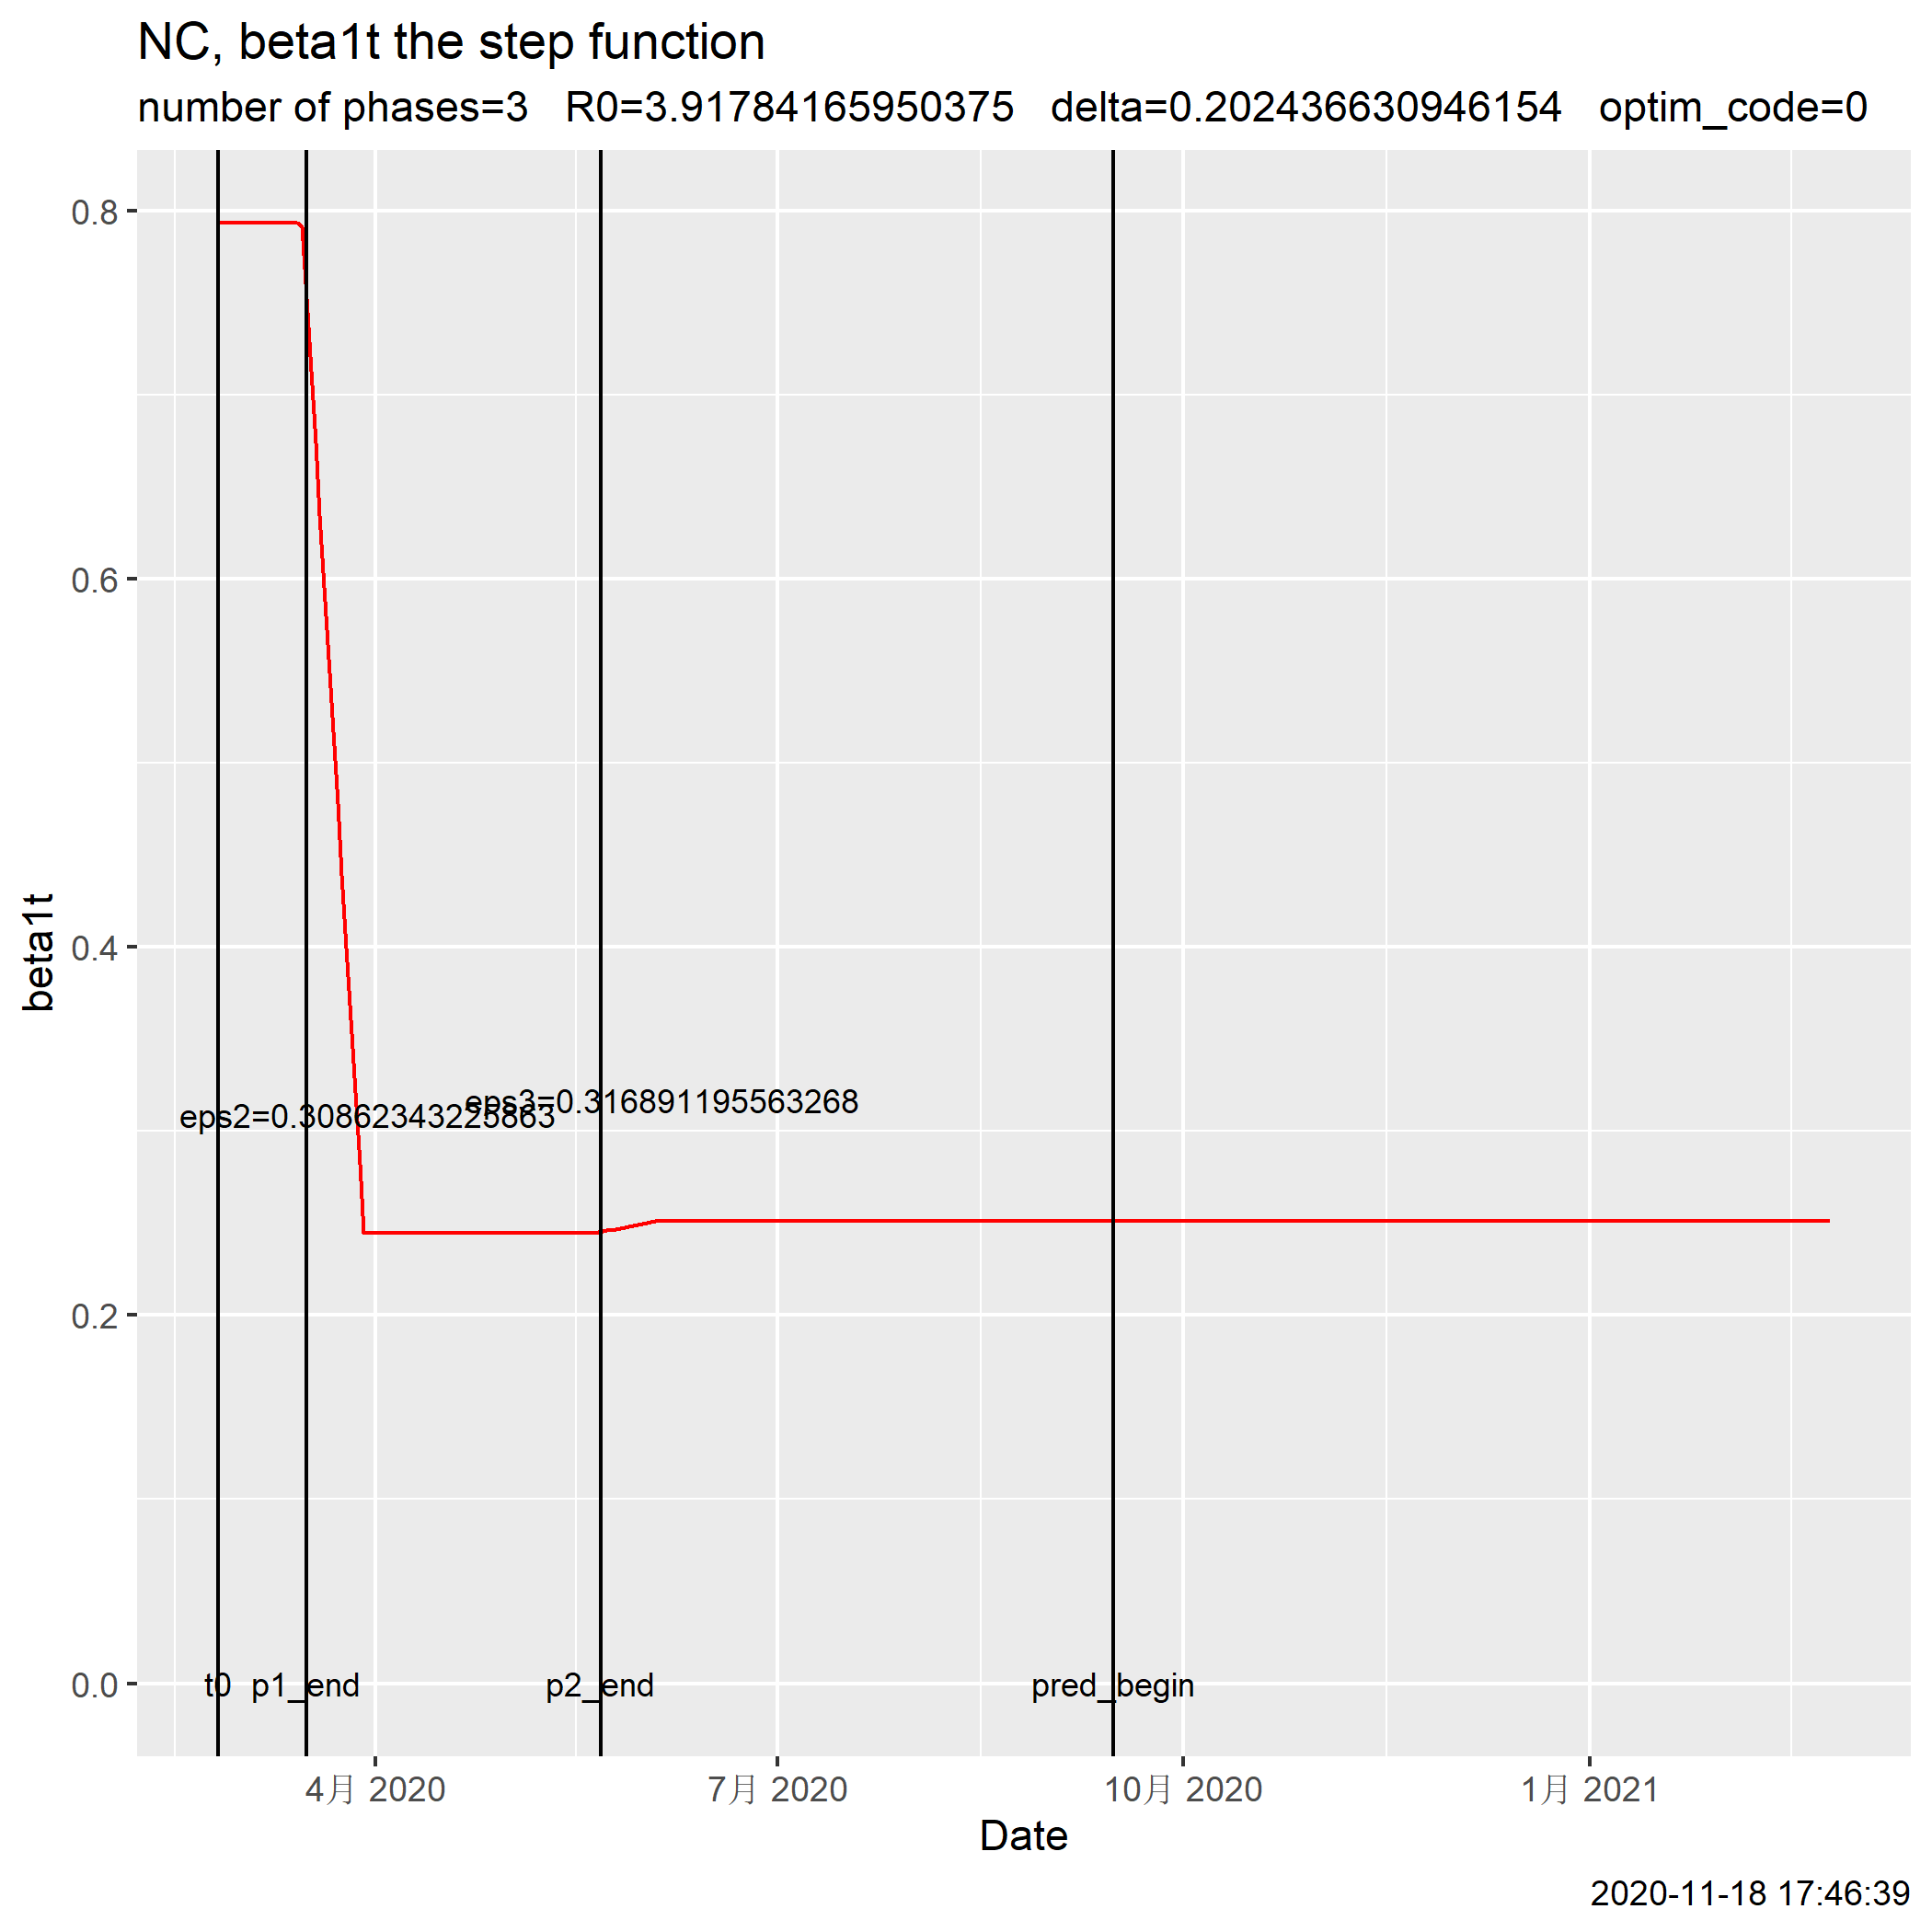 NC, beta1t the step function
number of phases=3 R0=3.91784165950375 delta=0.202436630946154 optim_code=0
0.8
0.6
0.4
0.2
0.0
beta1t
eps3=0.316891195563268
eps2=0.30862343225863
t0 p1_end p2_end pred_begin
4月 2020 7月 2020 10月 2020 1月 2021
Date
2020-11-18 17:46:39